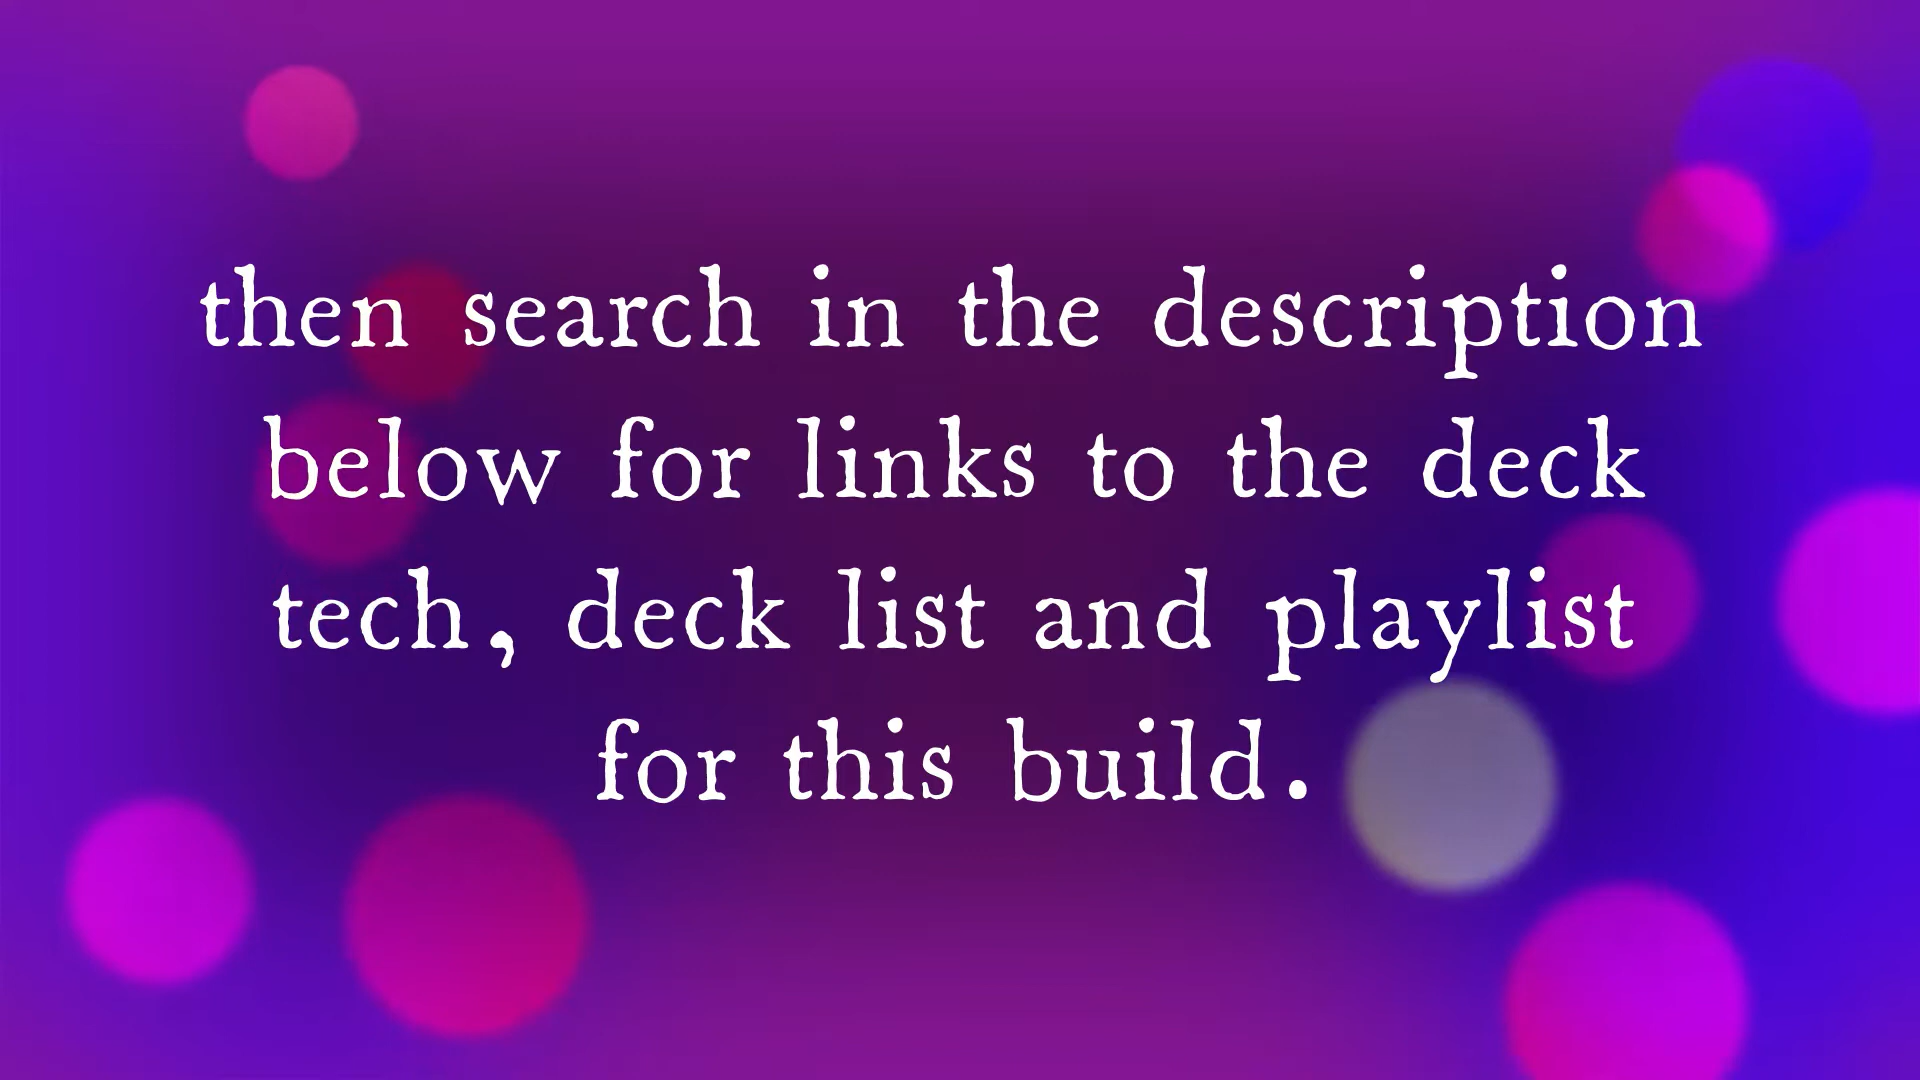 then search in the description
below for links to the deck
tech, deck list and playlist
for this build.